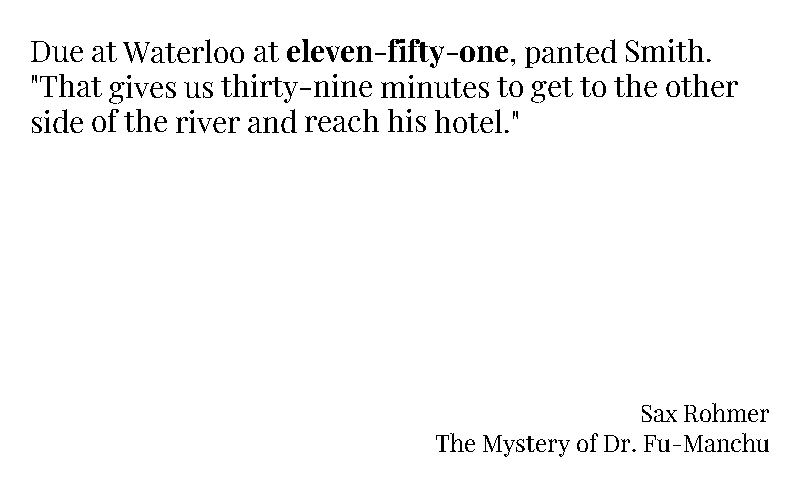 Due at Waterloo at eleven-fifty-one, panted Smith.
"That gives us thirty-nine minutes to get to the other
side of the river and reach his hotel."
Sax Rohmer
The Mystery of Dr. Fu-Manchu